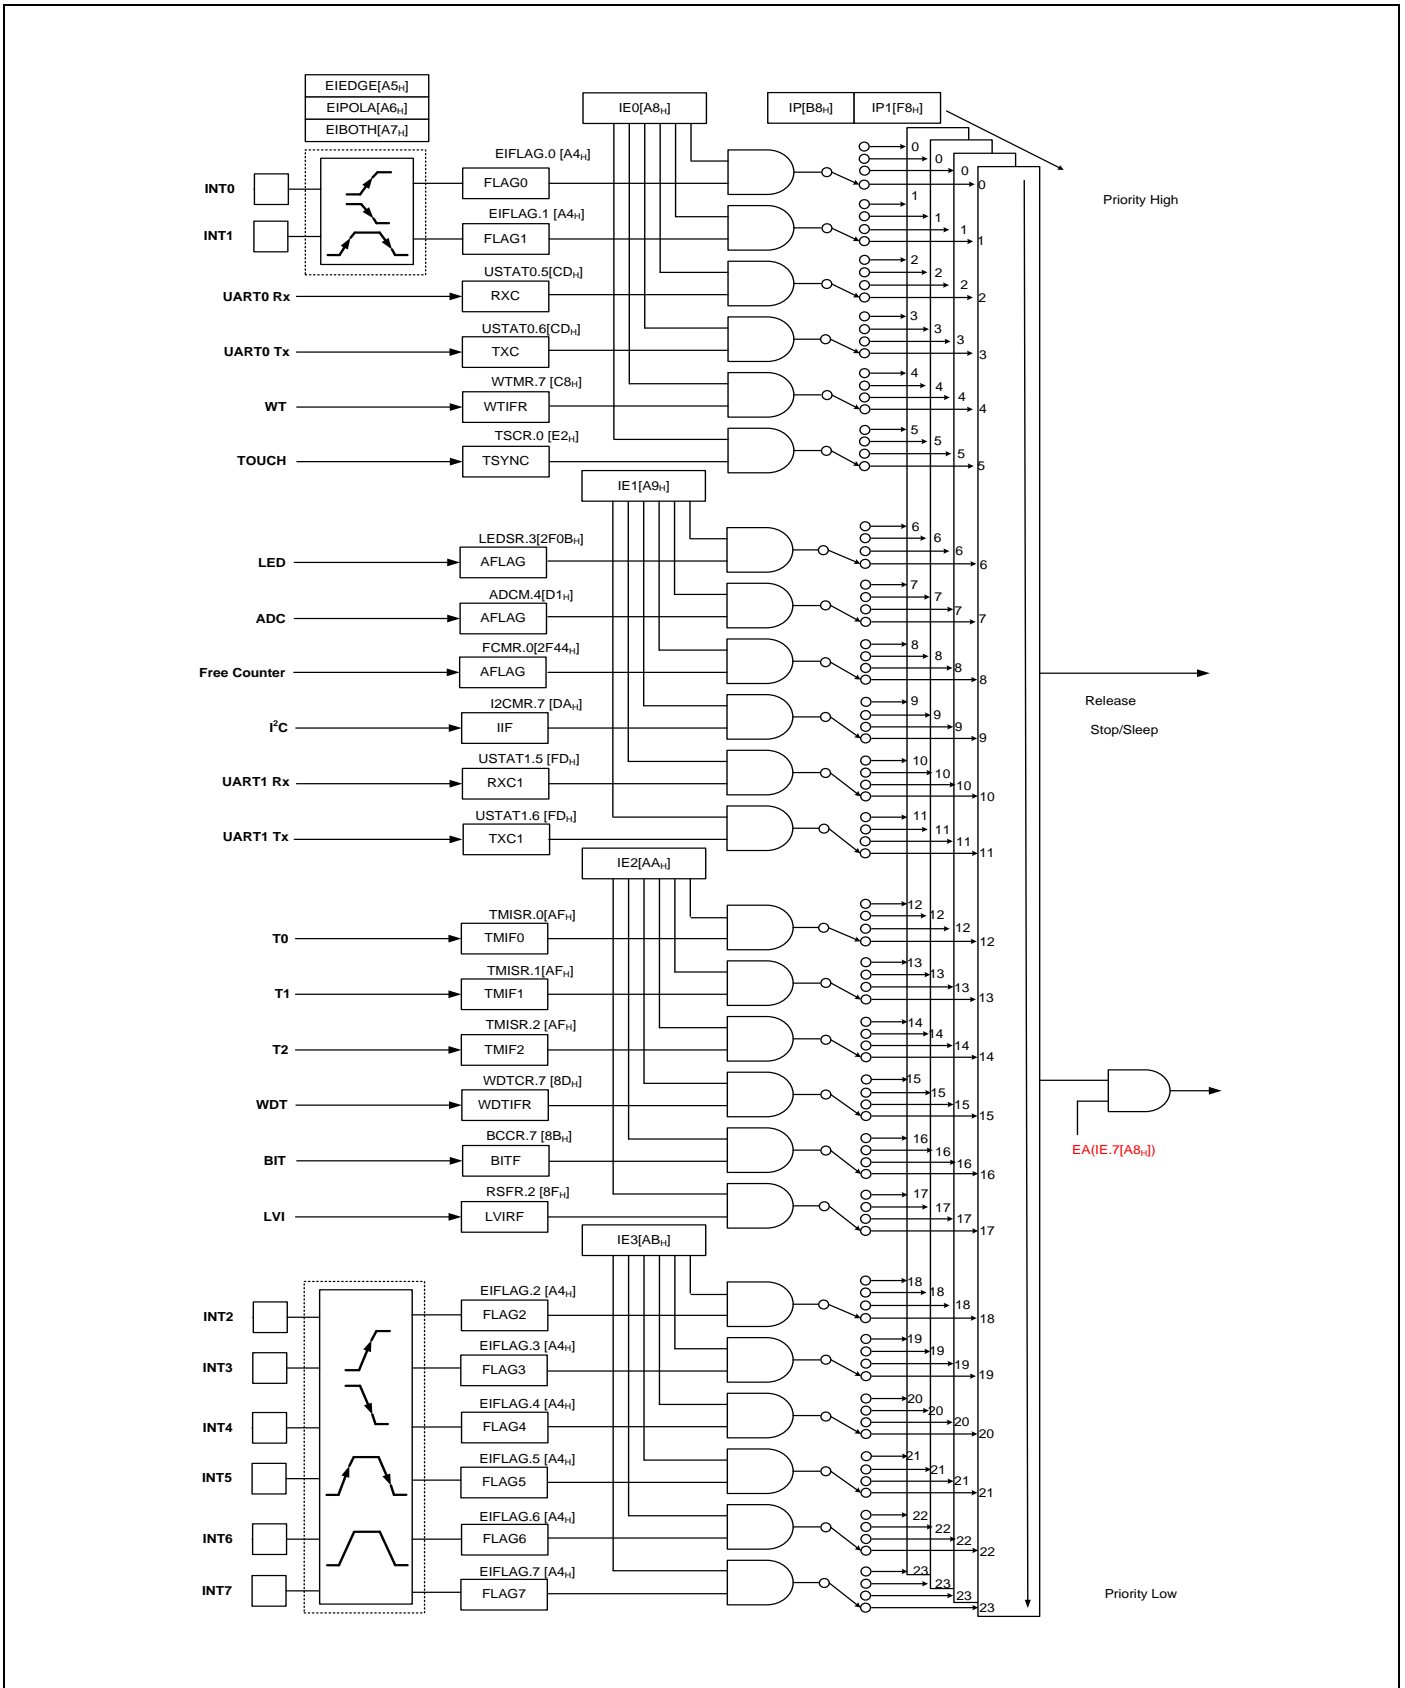 EIEDGE[A5H]
EIPOLA[A6H]
EIBOTH[A7H]
IE0[A8H]
IP[B8H] IP1[F8H]
Priority High
INT0
EIFLAG.0 [A4H]
FLAG0
0 0 0 0
INT1
EIFLAG.1 [A4H]
FLAG1
1 1 1 1
UART0 Rx
USTAT0.5[CDH]
RXC
2 2 2 2
UART0 Tx
USTAT0.6[CDH]
TXC
3 3 3 3
WT
WTMR.7 [C8H]
WTIFR
4 4 4 4
TOUCH
TSCR.0 [E2H]
TSYNC
5 5 5 5
IE1[A9H]
LED
LEDSR.3[2F0BH]
AFLAG
6 6 6 6
ADC
ADCM.4[D1H]
AFLAG
7 7 7 7
Free Counter
FCMR.0[2F44H]
AFLAG
8 8 8 8
Release
Stop/Sleep
I2C
I2CMR.7 [DAH]
IIF
9 9 9 9
UART1 Rx
USTAT1.5 [FDH]
RXC1
10 10 10 10
UART1 Tx
USTAT1.6 [FDH]
TXC1
11 11 11 11
IE2[AAH]
T0
TMISR.0[AFH]
TMIF0
12 12 12 12
T1
TMISR.1[AFH]
TMIF1
13 13 13 13
T2
TMISR.2 [AFH]
TMIF2
14 14 14 14
WDT
WDTCR.7 [8DH]
WDTIFR
15 15 15 15
EA(IE.7[A8H])
BIT
BCCR.7 [8BH]
BITF
16 16 16 16
LVI
RSFR.2 [8FH]
LVIRF
17 17 17 17
IE3[ABH]
INT2
EIFLAG.2 [A4H]
FLAG2
18 18 18 18
INT3
EIFLAG.3 [A4H]
FLAG3
19 19 19 19
INT4
EIFLAG.4 [A4H]
FLAG4
20 20 20 20
INT5
EIFLAG.5 [A4H]
FLAG5
21 21 21 21
INT6
EIFLAG.6 [A4H]
FLAG6
22 22 22 22
INT7
EIFLAG.7 [A4H]
FLAG7
23 23 23 23
Priority Low